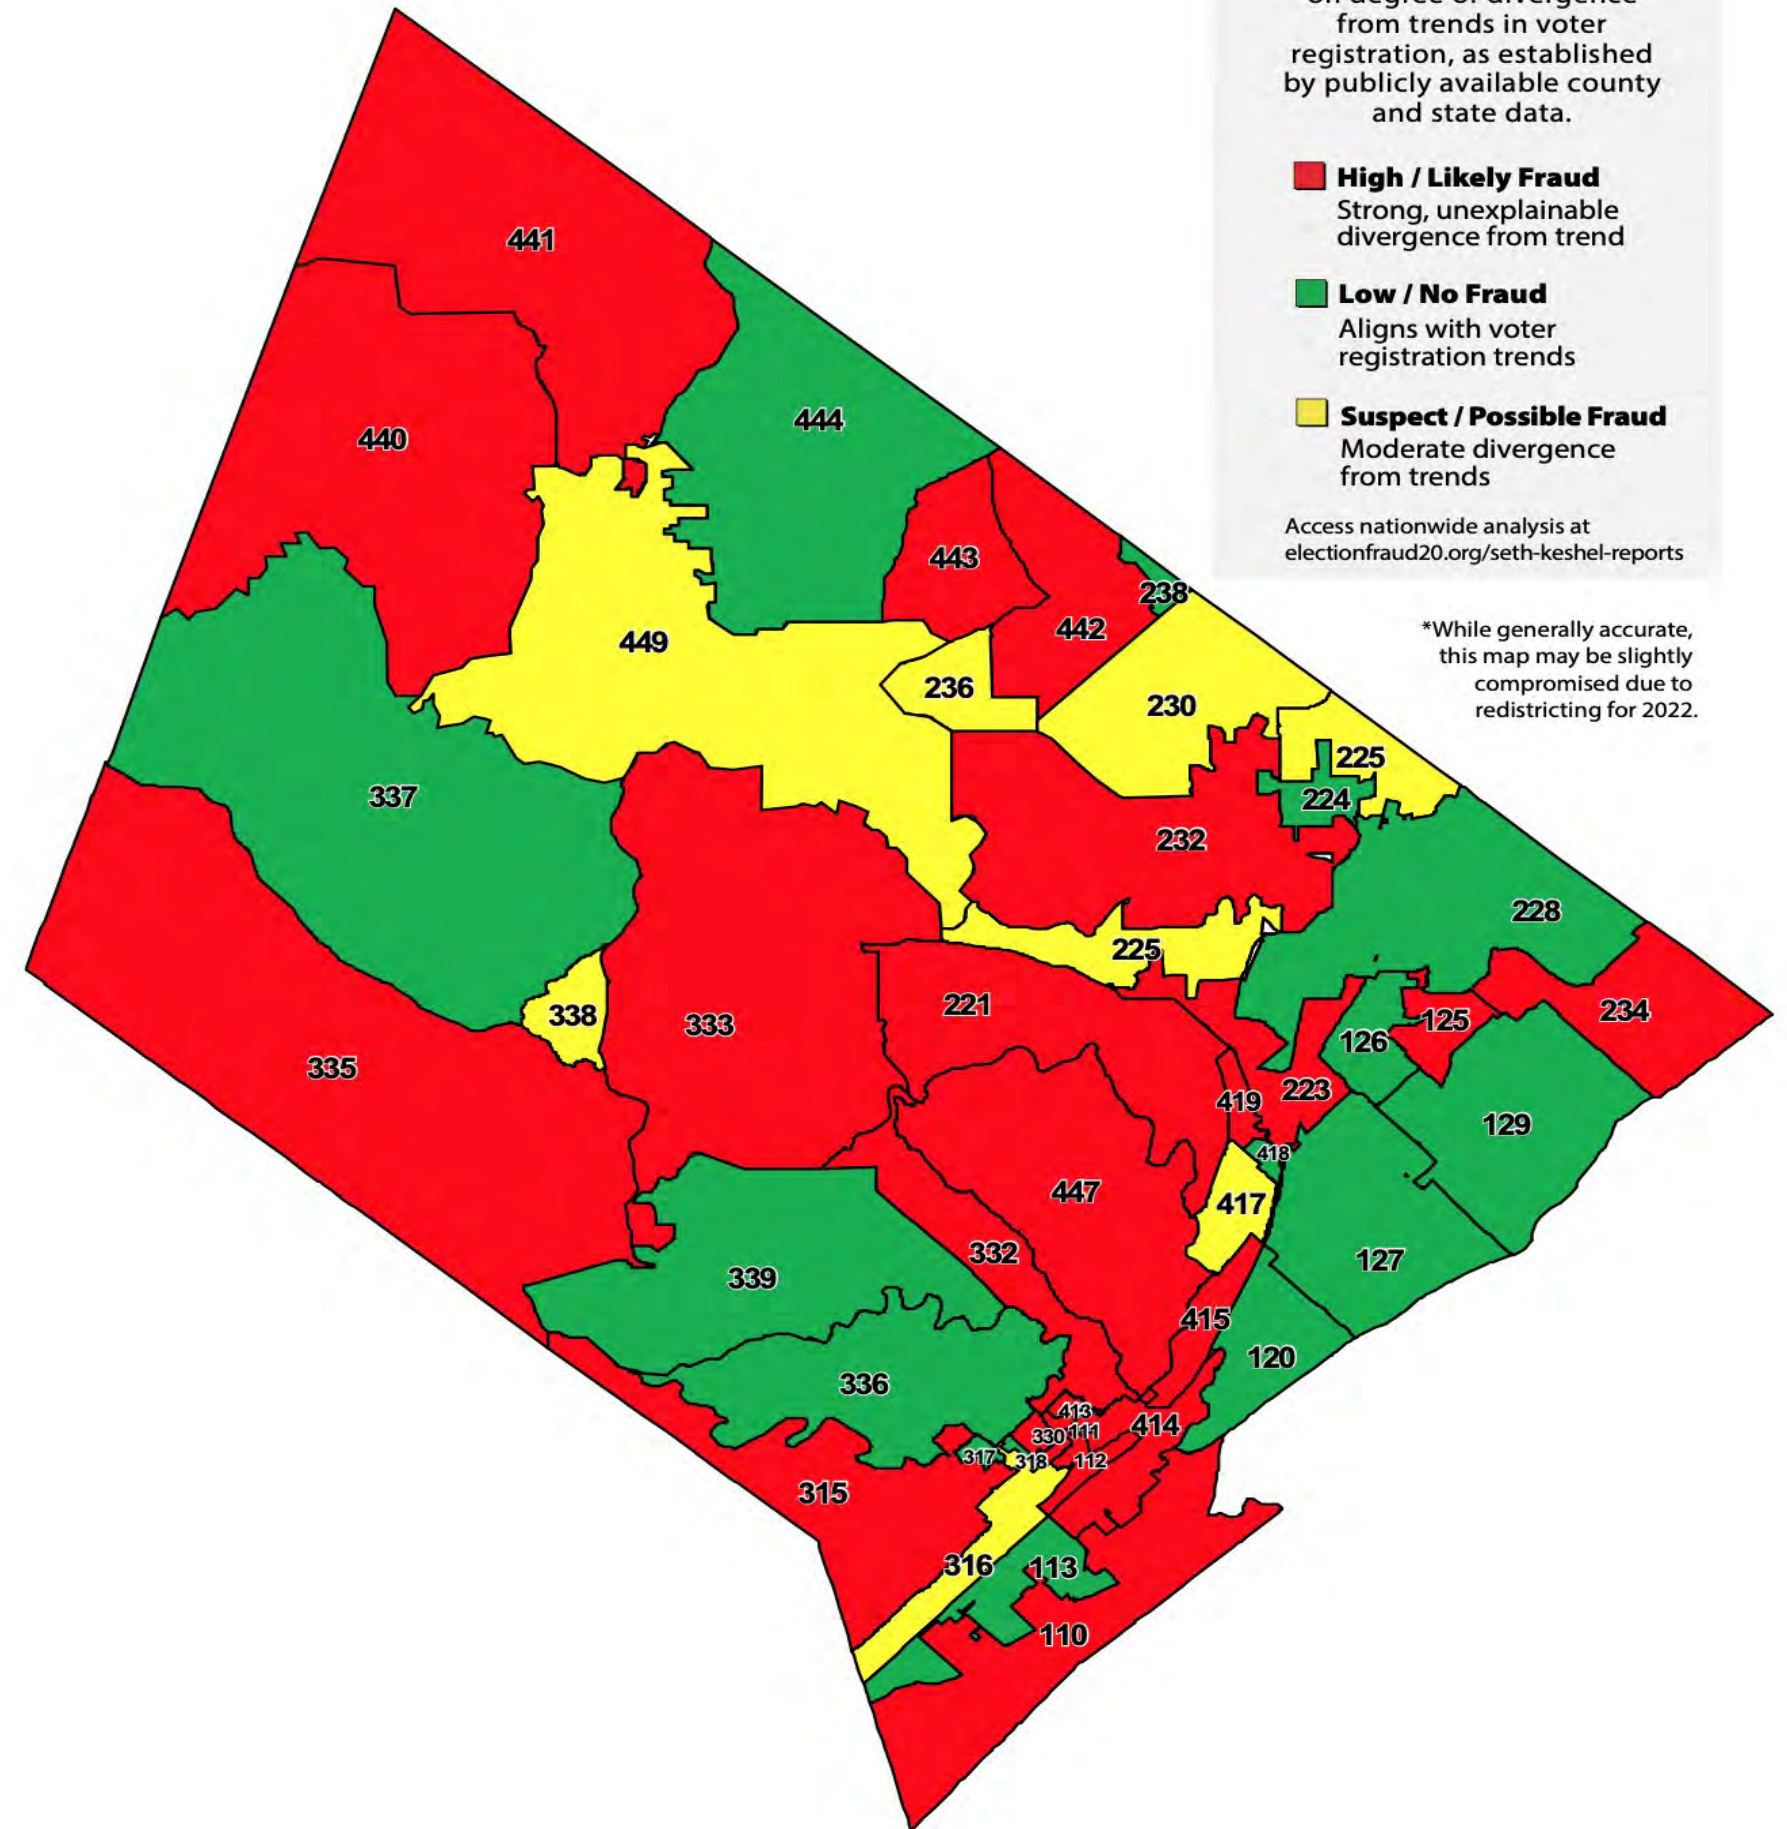 on degree of divergence
from trends in voter
registration, as established
by publicly available county
and state data.
High / Likely Fraud
Strong, unexplainable
divergence from trend
Low / No Fraud
Aligns with voter
registration trends
Suspect / Possible Fraud
Moderate divergence
from trends
Access nationwide analysis at
electionfraud20.org/seth-keshel-reports
*While generally accurate,
this map may be slightly
compromised due to
redistricting for 2022.
441
444
440
443
238
442
449
236
230
225
337
224
232
228
225
221
234
338
333
125
126
335
223
419
129
418
447
417
332
127
339
415
120
336
413
414
111
330
317
318
112
315
316
113
110